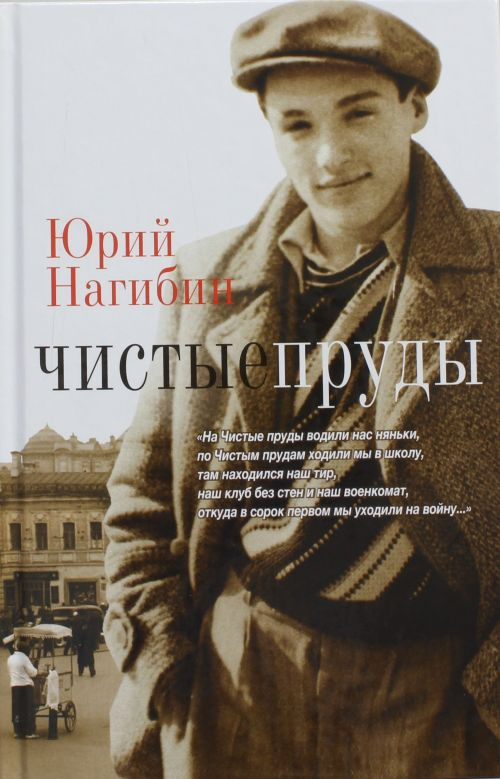 Юрий
Нагибин
чистыепруды
«На Чистые пруды водили нас няньки,
по Чистым прудам ходили мы в школу,
там находился наш тир,
наш клуб без стен и наш военкомат,
откуда в сорок первом мы уходили на войну...»